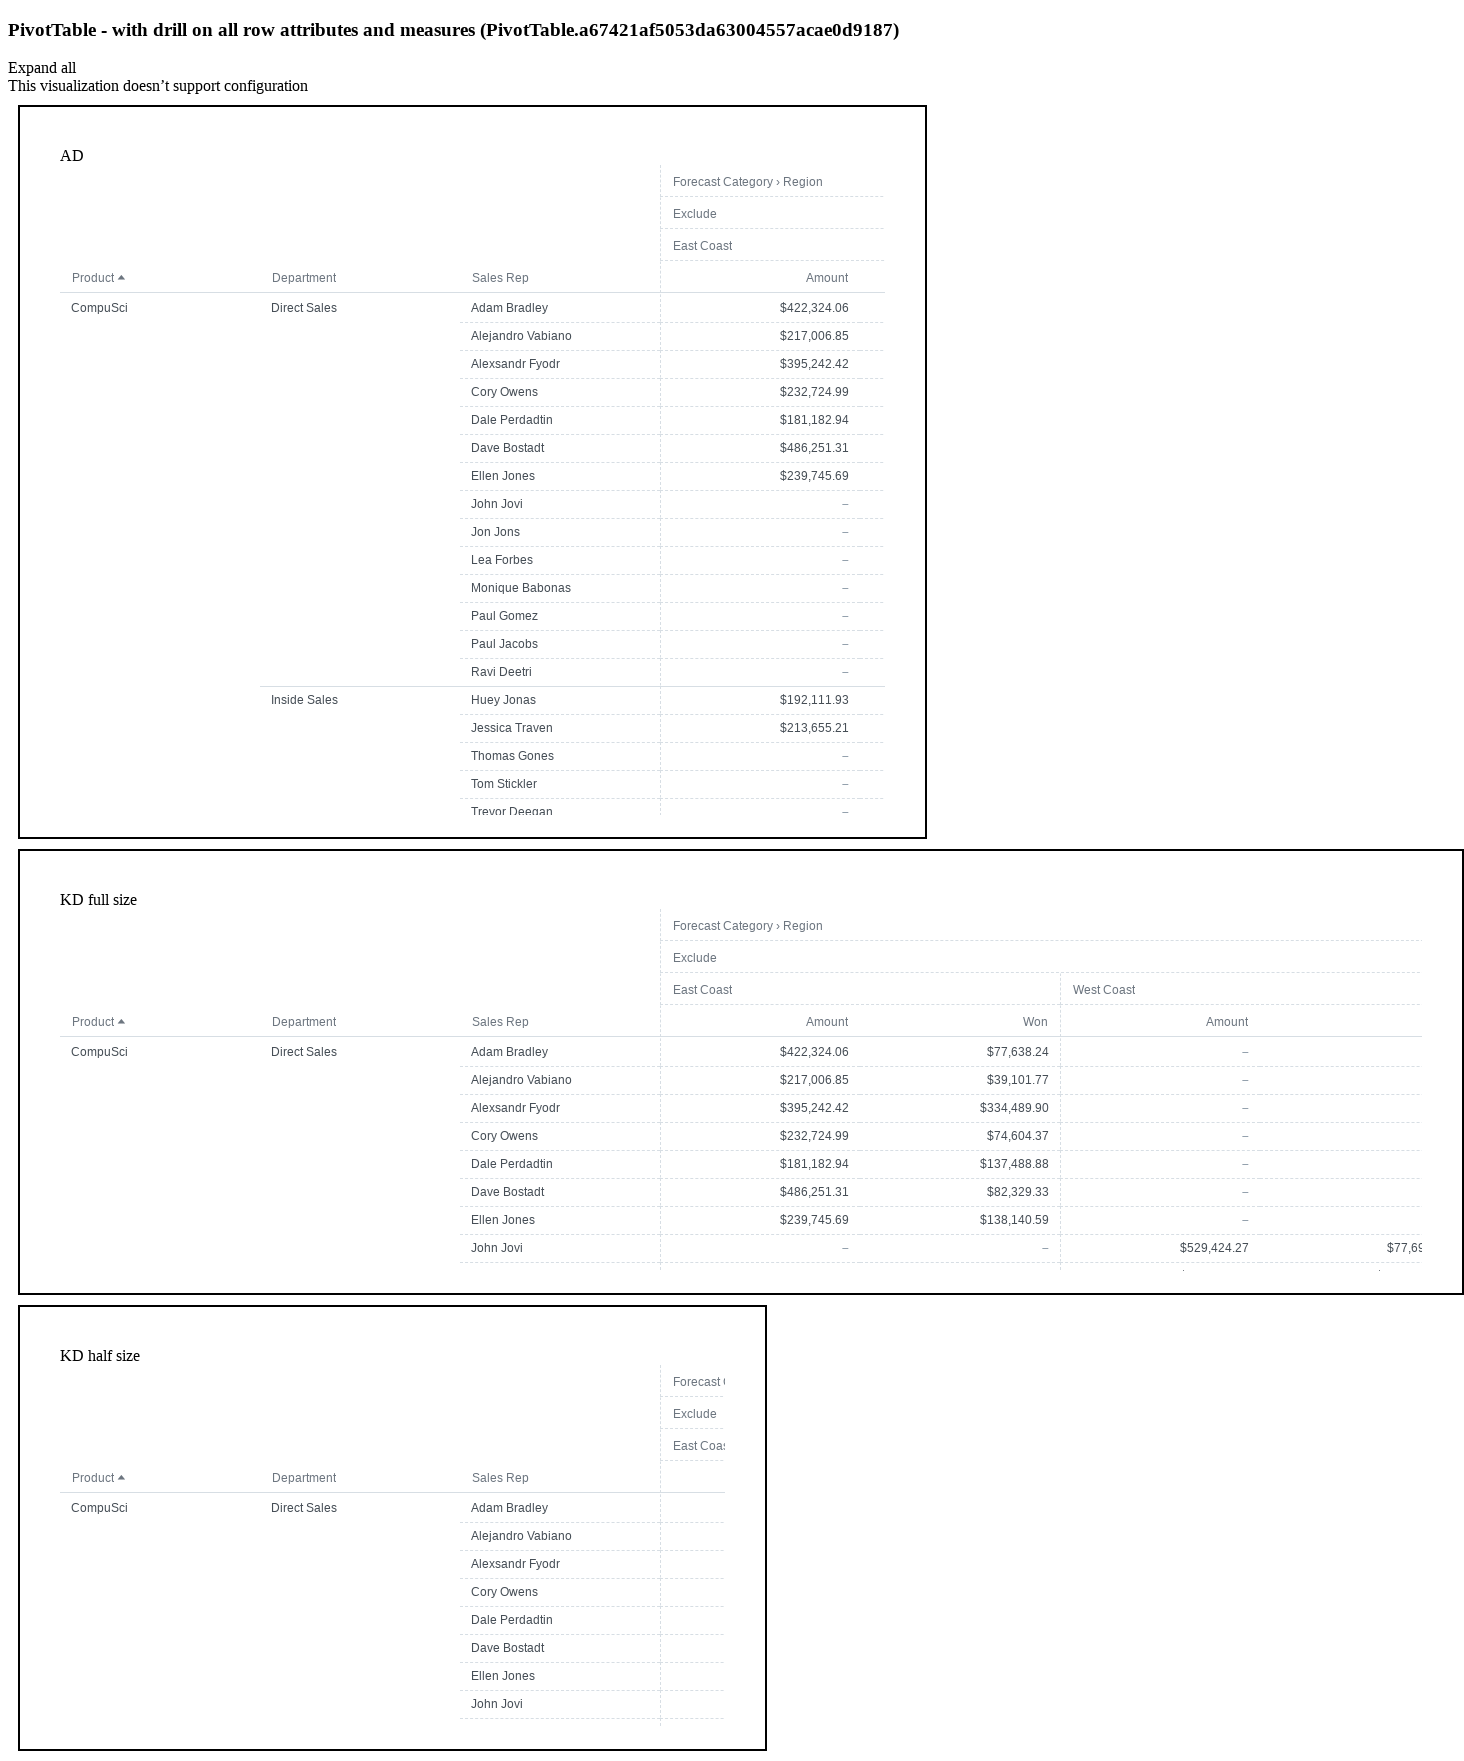 PivotTable - with drill on all row attributes and measures (PivotTable.a67421af5053da63004557acae0d9187)
Expand all
This visualization doesn’t support configuration
AD
Forecast Category › Region
Exclude
East Coast
Product Department Sales Rep Amount
CompuSci Direct Sales Adam Bradley $422,324.06
Alejandro Vabiano $217,006.85
Alexsandr Fyodr $395,242.42
Cory Owens $232,724.99
Dale Perdadtin $181,182.94
Dave Bostadt $486,251.31
Ellen Jones $239,745.69
John Jovi –
Jon Jons –
Lea Forbes –
Monique Babonas –
Paul Gomez –
Paul Jacobs –
Ravi Deetri –
Inside Sales Huey Jonas $192,111.93
Jessica Traven $213,655.21
Thomas Gones –
Tom Stickler –
Trevor Deegan –
KD full size
Forecast Category › Region
Exclude
East Coast West Coast
Product Department Sales Rep Amount Won Amount
CompuSci Direct Sales Adam Bradley $422,324.06 $77,638.24 –
Alejandro Vabiano $217,006.85 $39,101.77 –
Alexsandr Fyodr $395,242.42 $334,489.90 –
Cory Owens $232,724.99 $74,604.37 –
Dale Perdadtin $181,182.94 $137,488.88 –
Dave Bostadt $486,251.31 $82,329.33 –
Ellen Jones $239,745.69 $138,140.59 –
John Jovi – – $529,424.27 $77,69
KD half size
Forecast
Exclude
East Coas
Product Department Sales Rep
CompuSci Direct Sales Adam Bradley
Alejandro Vabiano
Alexsandr Fyodr
Cory Owens
Dale Perdadtin
Dave Bostadt
Ellen Jones
John Jovi